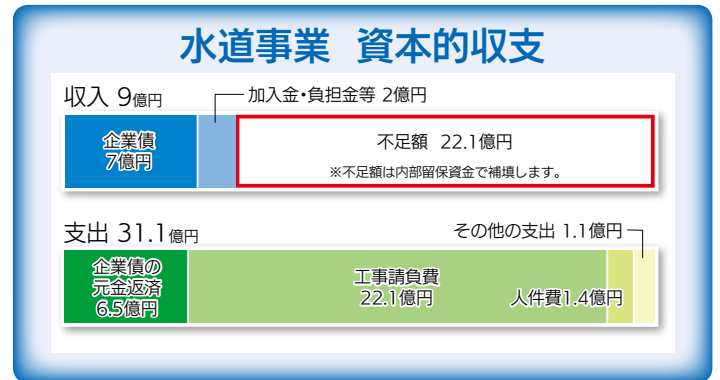 水道事業 資本的収支
収入 9億円
加入金・負担金等 2億円
企業債
7億円
不足額 22.1億円
※不足額は内部留保資金で補填します。
支出 31.1億円
その他の支出 1.1億円
企業債の
元金返済
6.5億円
工事請負費
22.1億円
人件費1.4億円